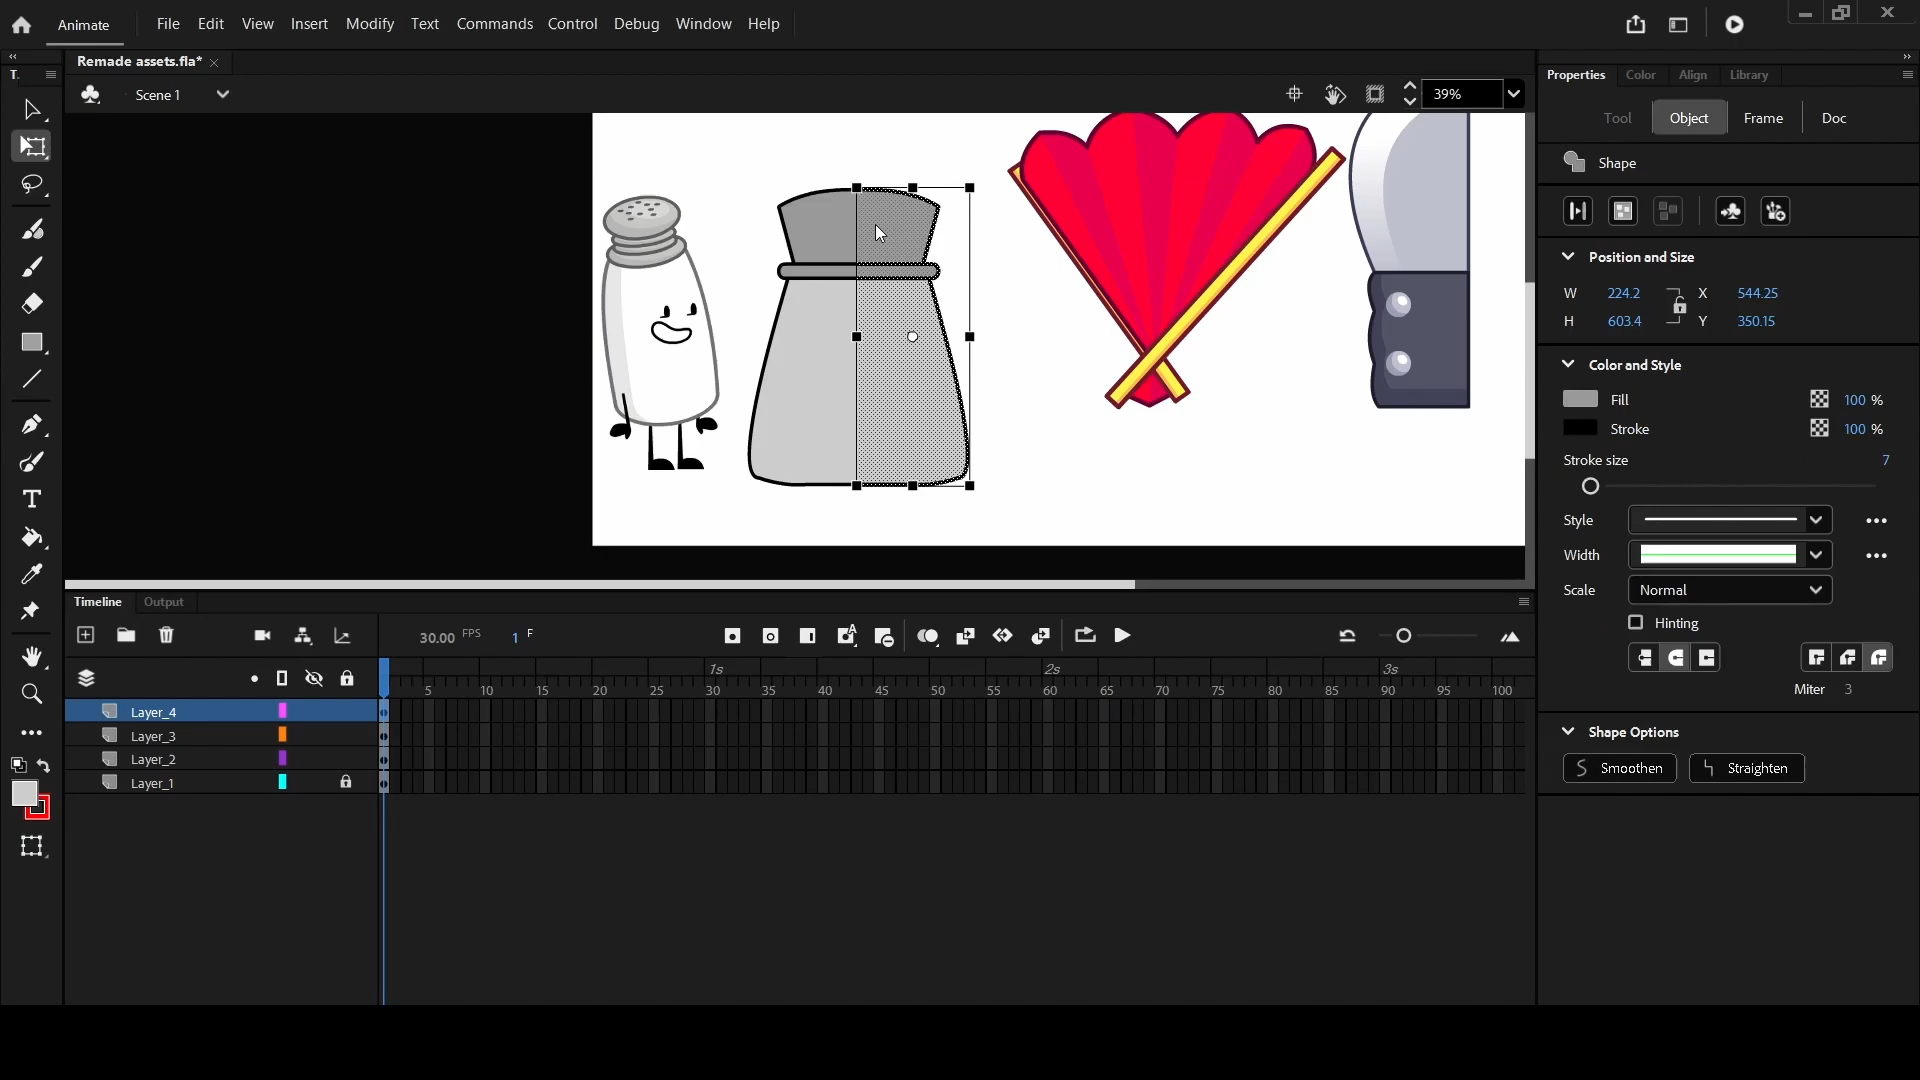 Animate File Edit View Insert Modify Text Commands Control Debug Window Help
Remade assets.fla*
T.
Scene 1
39%
Properties Color Align Library
Tool Object Frame Doc
Shape
Position and Size
W 224.2 X 544.25
H 603.4 Y 350.15
Color and Style
Fill 100 %
Stroke 100 %
Stroke size 7
Style
Width
Scale Normal
Hinting
Miter 3
Shape Options
Smoothen Straighten
Timeline Output
30.00 FPS 1 F
1s 2s 3s
5 10 15 20 25 30 35 40 45 50 55 60 65 70 75 80 85 90 95 100
Layer_4
Layer_3
Layer_2
Layer_1